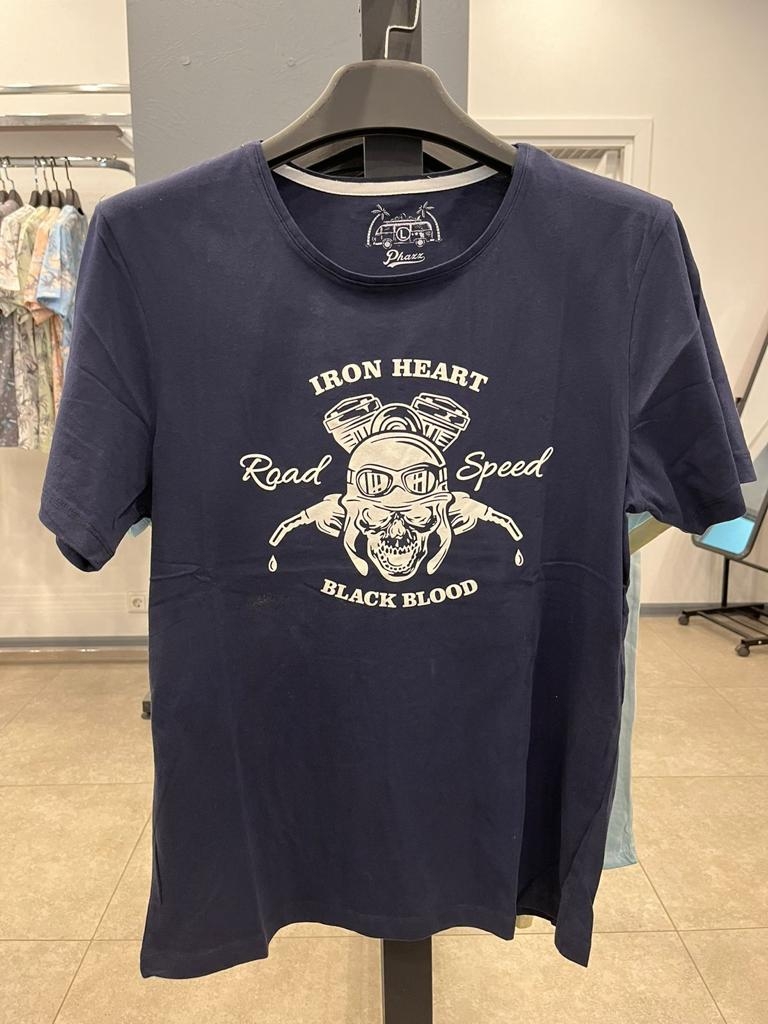 L
Phazz
IRON HEART
Road Speed
BLACK BLOOD